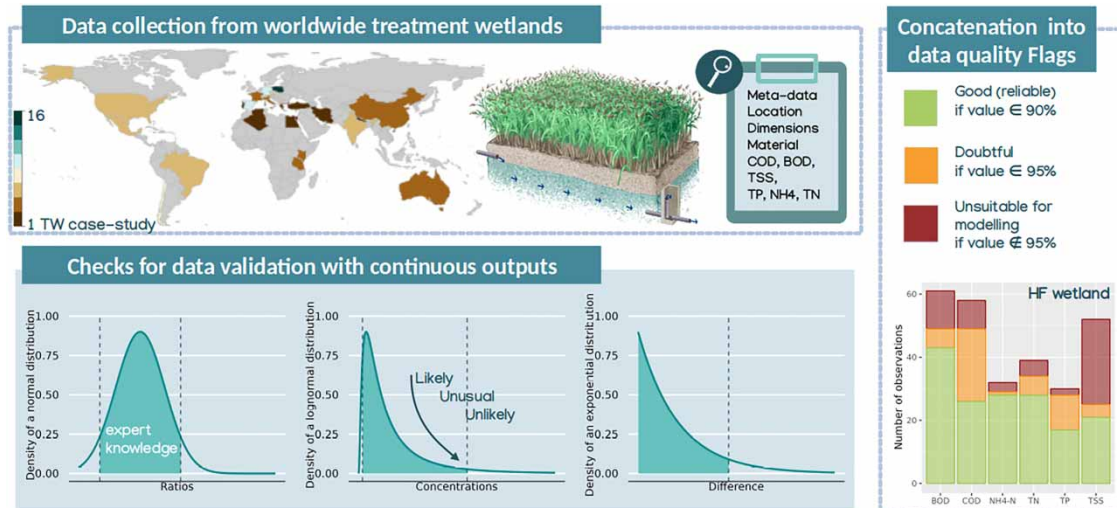 Data collection from worldwide treatment wetlands
16
1 TW case-study
Meta-data
Location
Dimensions
Material
COD, BOD,
TSS,
TP, NH4, TN
Concatenation into
data quality Flags
Good (reliable)
if value ∈ 90%
Doubtful
if value ∈ 95%
Unsuitable for
modelling
if value ∉ 95%
Checks for data validation with continuous outputs
Density of a normal distribution
1.00
0.75
0.50
0.25
0.00
expert
knowledge
Ratios
Density of a lognormal distribution
1.00
0.75
0.50
0.25
0.00
Likely
Unusual
Unlikely
Concentrations
Density of an exponential distribution
1.00
0.75
0.50
0.25
0.00
Difference
HF wetland
Number of observations
60
40
20
0
BOD COD NH4-N TN TP TSS